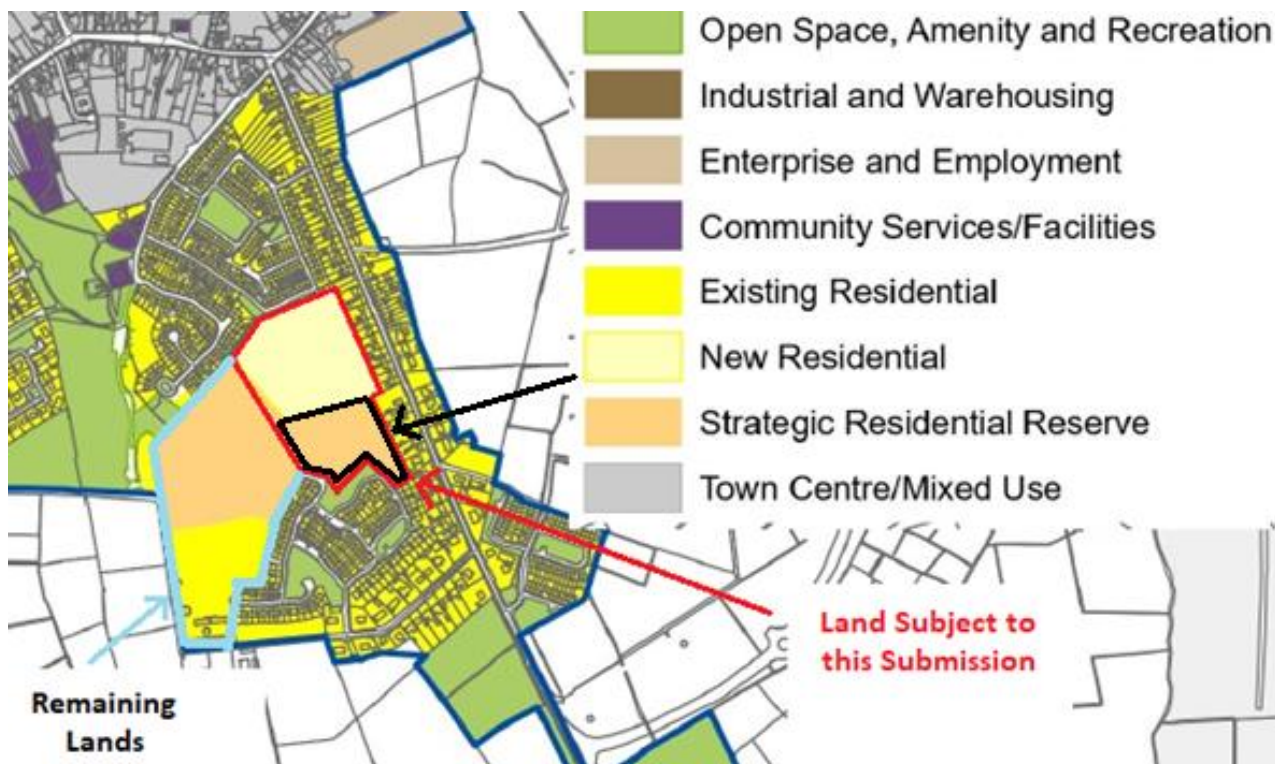 Open Space, Amenity and Recreation
Industrial and Warehousing
Enterprise and Employment
Community Services/Facilities
Existing Residential
New Residential
Strategic Residential Reserve
Town Centre/Mixed Use
Land Subject to
this Submission
Remaining
Lands